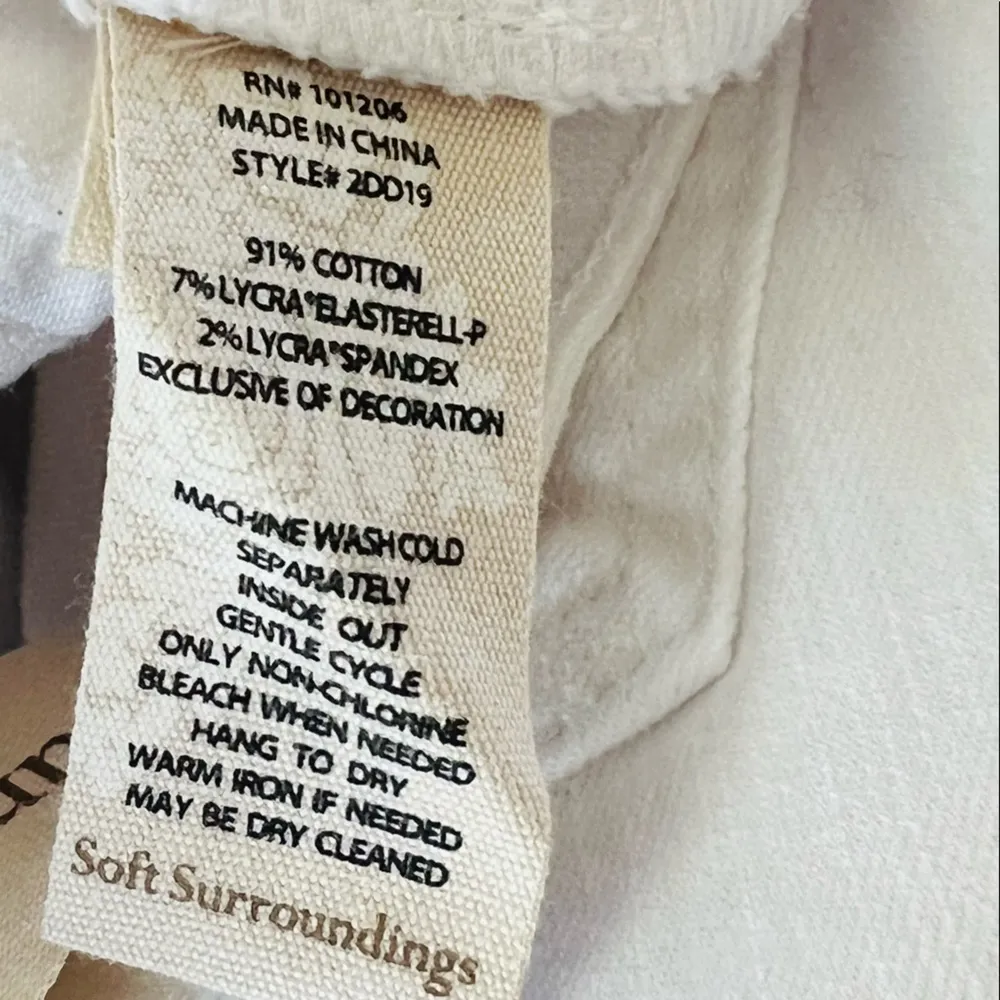 RN# 101206
MADE IN CHINA
STYLE# 2DD19
91% COTTON
7% LYCRA® ELASTERELL-P
2% LYCRA® SPANDEX
EXCLUSIVE OF DECORATION
MACHINE WASH COLD
SEPARATELY
INSIDE OUT
GENTLE CYCLE
ONLY NON-CHLORINE
BLEACH WHEN NEEDED
HANG TO DRY
WARM IRON IF NEEDED
MAY BE DRY CLEANED
Soft Surroundings